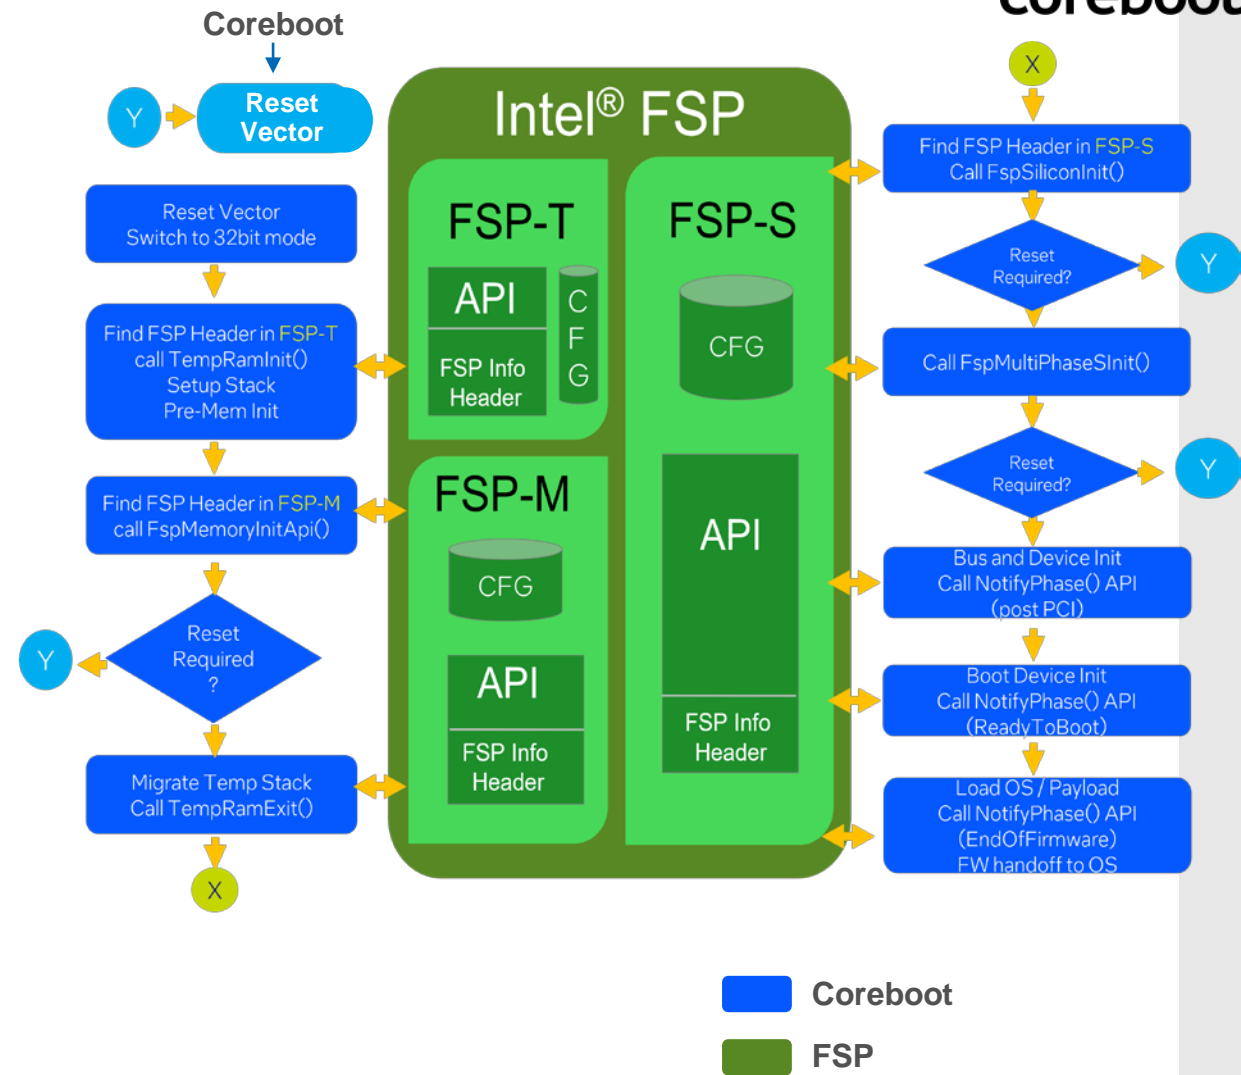 coreboot
Coreboot
Y
Reset
Vector
Reset Vector
Switch to 32bit mode
Find FSP Header in FSP-T
call TempRamInit()
Setup Stack
Pre-Mem Init
Find FSP Header in FSP-M
call FspMemoryInitApi()
Reset
Required
?
Y
Migrate Temp Stack
Call TempRamExit()
X
Intel® FSP
FSP-T
API
FSP Info
Header
C
F
G
FSP-M
CFG
API
FSP Info
Header
FSP-S
CFG
API
FSP Info
Header
X
Find FSP Header in FSP-S
Call FspSiliconInit()
Reset
Required?
Y
Call FspMultiPhaseSInit()
Reset
Required?
Y
Bus and Device Init
Call NotifyPhase() API
(post PCI)
Boot Device Init
Call NotifyPhase() API
(ReadyToBoot)
Load OS / Payload
Call NotifyPhase() API
(EndOfFirmware)
FW handoff to OS
Coreboot
FSP